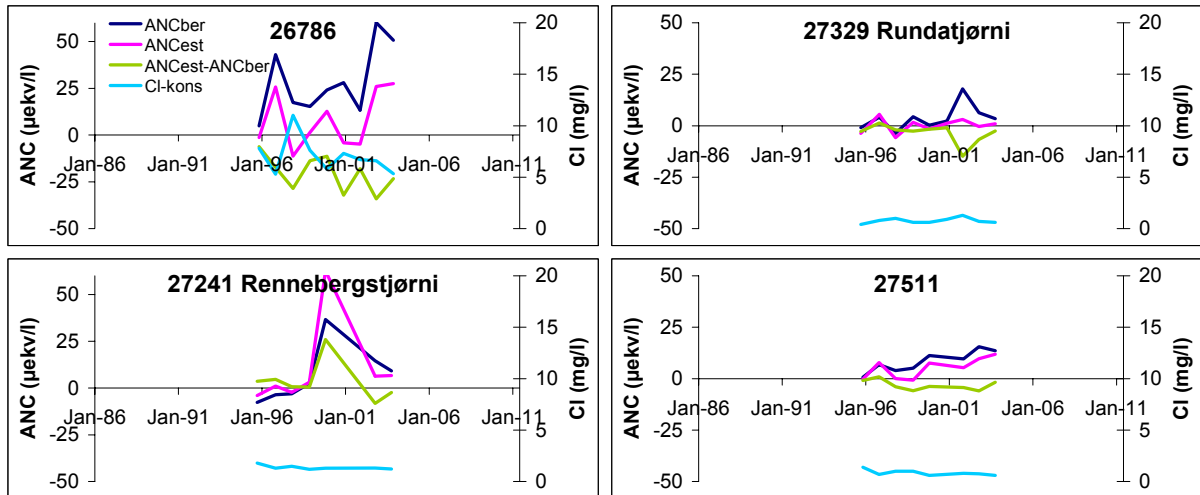 26786
ANCber
ANCest
ANCest-ANCber
Cl-kons
ANC (µekv/l)
50
25
0
-25
-50
Jan-86 Jan-91 Jan-96 Jan-01 Jan-06 Jan-11
20
15
10
5
0
Cl (mg/l)
27329 Rundatjørni
ANC (µekv/l)
50
25
0
-25
-50
Jan-86 Jan-91 Jan-96 Jan-01 Jan-06 Jan-11
20
15
10
5
0
Cl (mg/l)
27241 Rennebergstjørni
ANC (µekv/l)
50
25
0
-25
-50
Jan-86 Jan-91 Jan-96 Jan-01 Jan-06 Jan-11
20
15
10
5
0
Cl (mg/l)
27511
ANC (µekv/l)
50
25
0
-25
-50
Jan-86 Jan-91 Jan-96 Jan-01 Jan-06 Jan-11
20
15
10
5
0
Cl (mg/l)